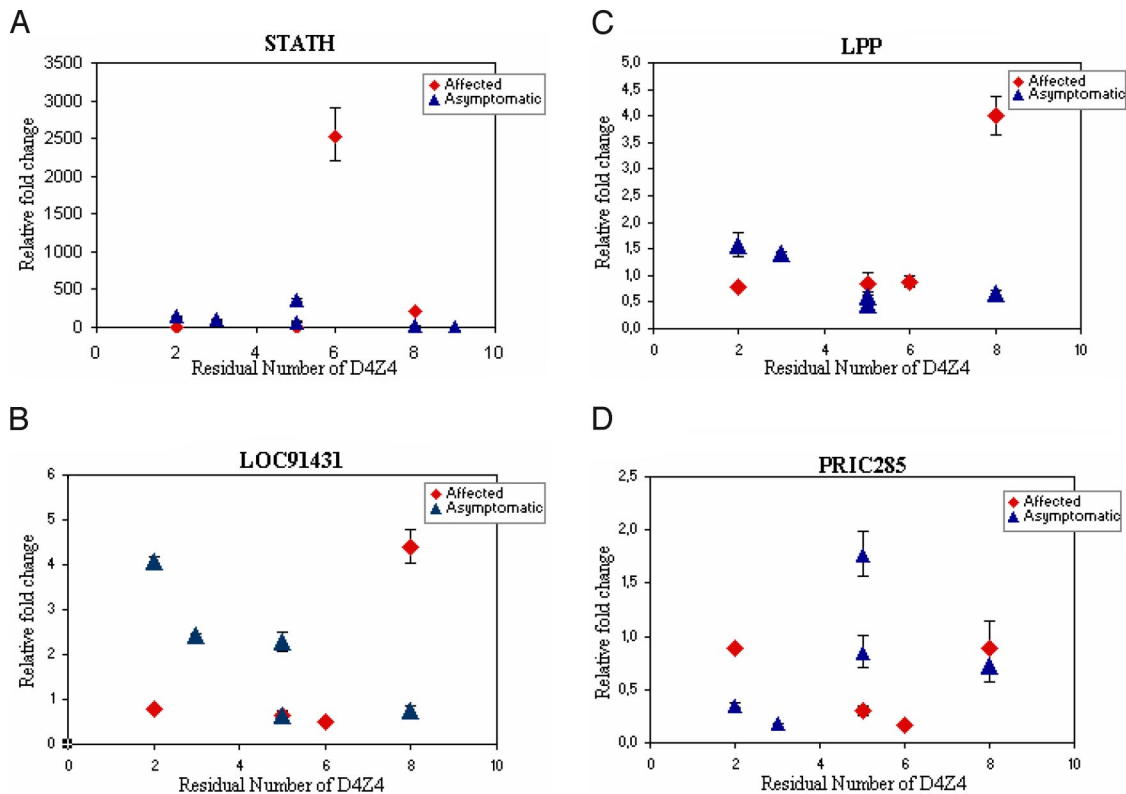 A
STATH
3500
3000
2500
2000
1500
1000
500
0
0 2 4 6 8 10
Relative fold change
Residual Number of D4Z4
Affected
Asymptomatic
C
LPP
5,0
4,5
4,0
3,5
3,0
2,5
2,0
1,5
1,0
0,5
0,0
0 2 4 6 8 10
Relative fold change
Residual Number of D4Z4
Affected
Asymptomatic
B
LOC91431
6
5
4
3
2
1
0
0 2 4 6 8 10
Relative fold change
Residual Number of D4Z4
Affected
Asymptomatic
D
PRIC285
2,5
2,0
1,5
1,0
0,5
0,0
0 2 4 6 8 10
Relative fold change
Residual Number of D4Z4
Affected
Asymptomatic